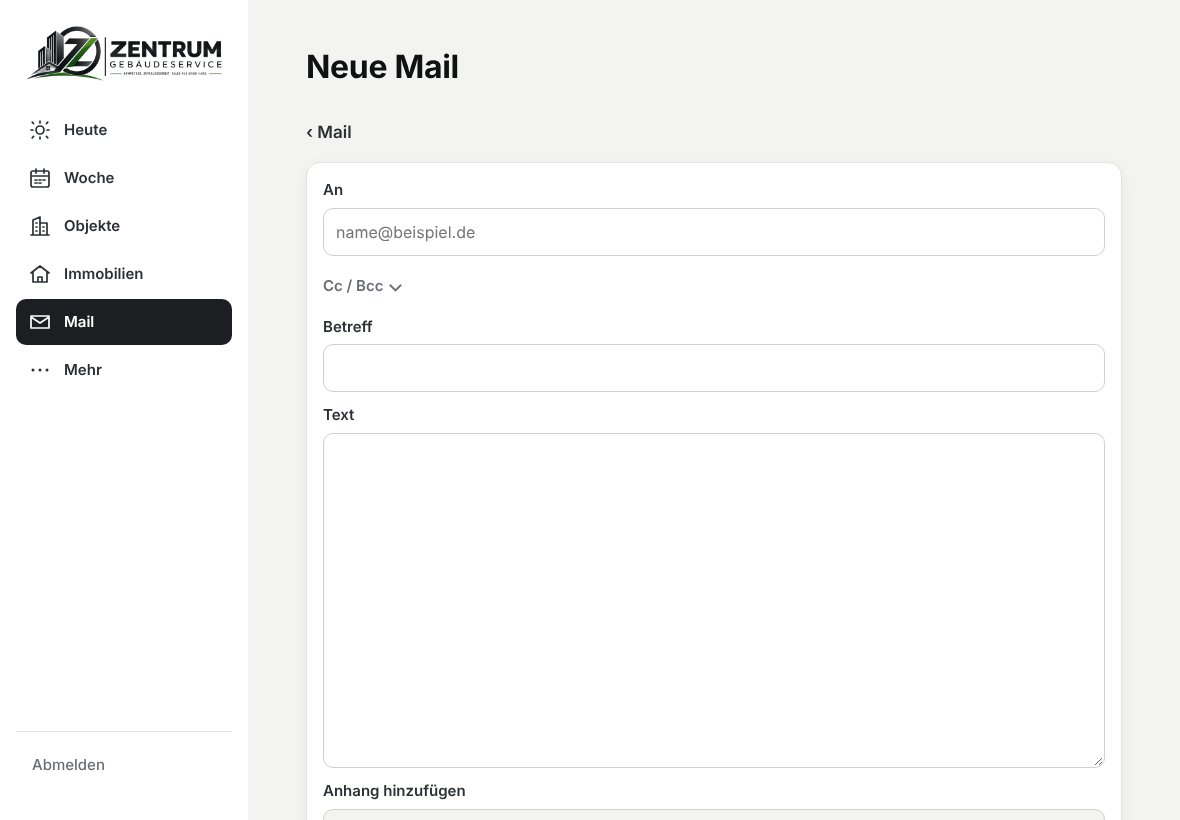 ZENTRUM
GEBÄUDESERVICE
Heute
Woche
Objekte
Immobilien
Mail
Mehr
Abmelden
Neue Mail
‹ Mail
An
name@beispiel.de
Cc / Bcc
Betreff
Text
Anhang hinzufügen